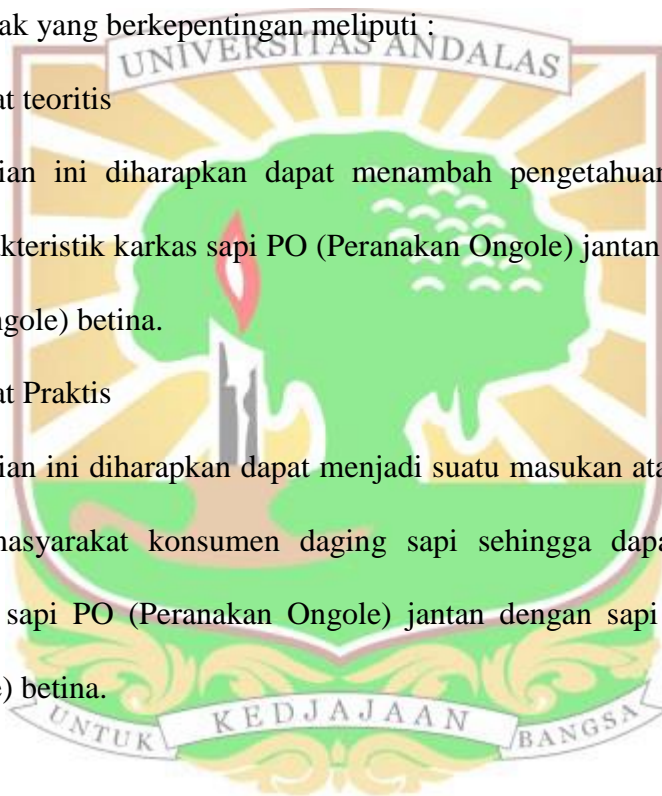 ak yang berkepentingan meliputi :
UNIVERSITAS ANDALAS
at teoritis
ian ini diharapkan dapat menambah pengetahuan
akteristik karkas sapi PO (Peranakan Ongole) jantan
ngole) betina.
at Praktis
ian ini diharapkan dapat menjadi suatu masukan ata
masyarakat konsumen daging sapi sehingga dapa
sapi PO (Peranakan Ongole) jantan dengan sapi
e) betina.
UNTUK KEDJAJAAN BANGSA